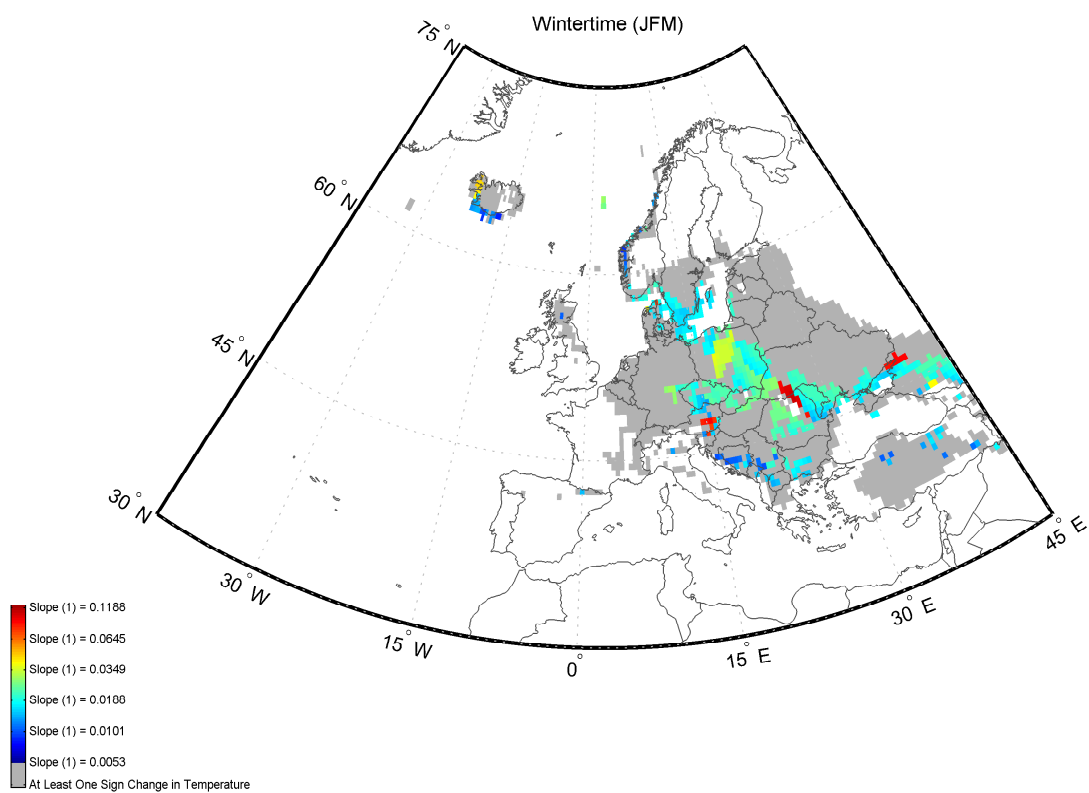 Wintertime (JFM)
75° N
60° N
45° N
30° N
30° W
15° W
0°
15° E
30° E
45° E
Slope (1) = 0.1188
Slope (1) = 0.0645
Slope (1) = 0.0349
Slope (1) = 0.0188
Slope (1) = 0.0101
Slope (1) = 0.0053
At Least One Sign Change in Temperature